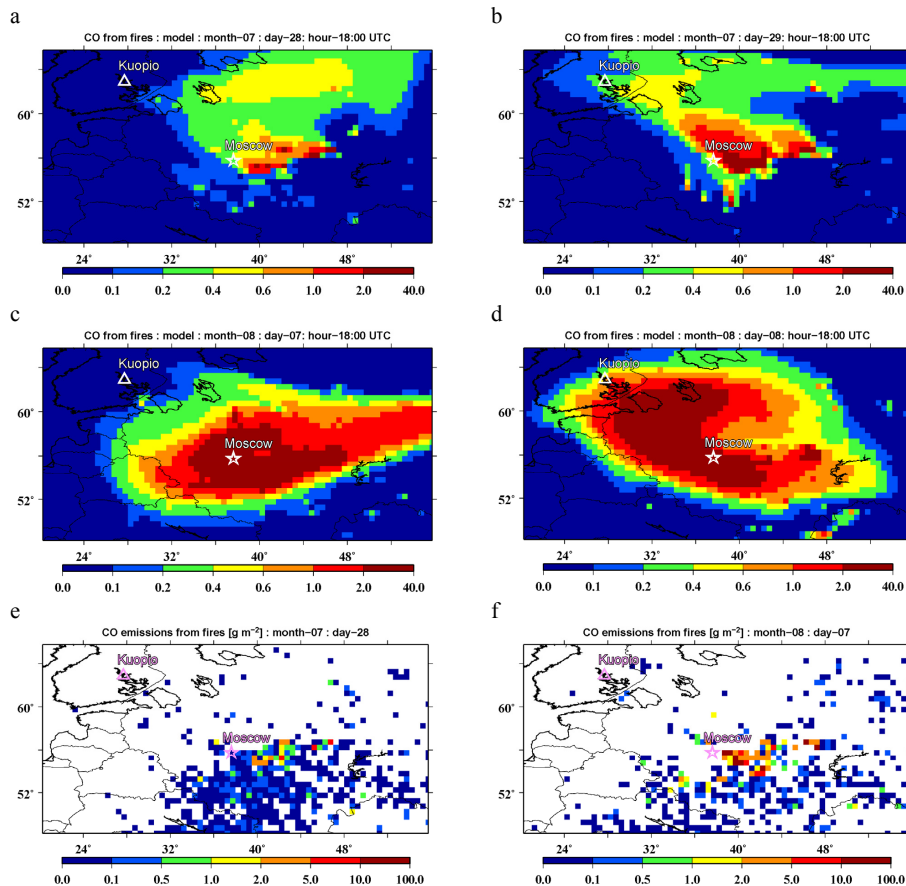 a
CO from fires : model : month−07 : day−28: hour−18:00 UTC
Kuopio
60°
Moscow
52°
24° 32° 40° 48°
0.0 0.1 0.2 0.4 0.6 1.0 2.0 40.0
b
CO from fires : model : month−07 : day−29: hour−18:00 UTC
Kuopio
60°
Moscow
52°
24° 32° 40° 48°
0.0 0.1 0.2 0.4 0.6 1.0 2.0 40.0
c
CO from fires : model : month−08 : day−07: hour−18:00 UTC
Kuopio
60°
Moscow
52°
24° 32° 40° 48°
0.0 0.1 0.2 0.4 0.6 1.0 2.0 40.0
d
CO from fires : model : month−08 : day−08: hour−18:00 UTC
Kuopio
60°
Moscow
52°
24° 32° 40° 48°
0.0 0.1 0.2 0.4 0.6 1.0 2.0 40.0
e
CO emissions from fires [g m⁻²] : month−07 : day−28
Kuopio
60°
Moscow
52°
24° 32° 40° 48°
0.0 0.5 1.0 2.0 5.0 10.0 100.0
f
CO emissions from fires [g m⁻²] : month−08 : day−07
Kuopio
60°
Moscow
52°
24° 32° 40° 48°
0.0 0.1 0.5 1.0 2.0 5.0 10.0 100.0